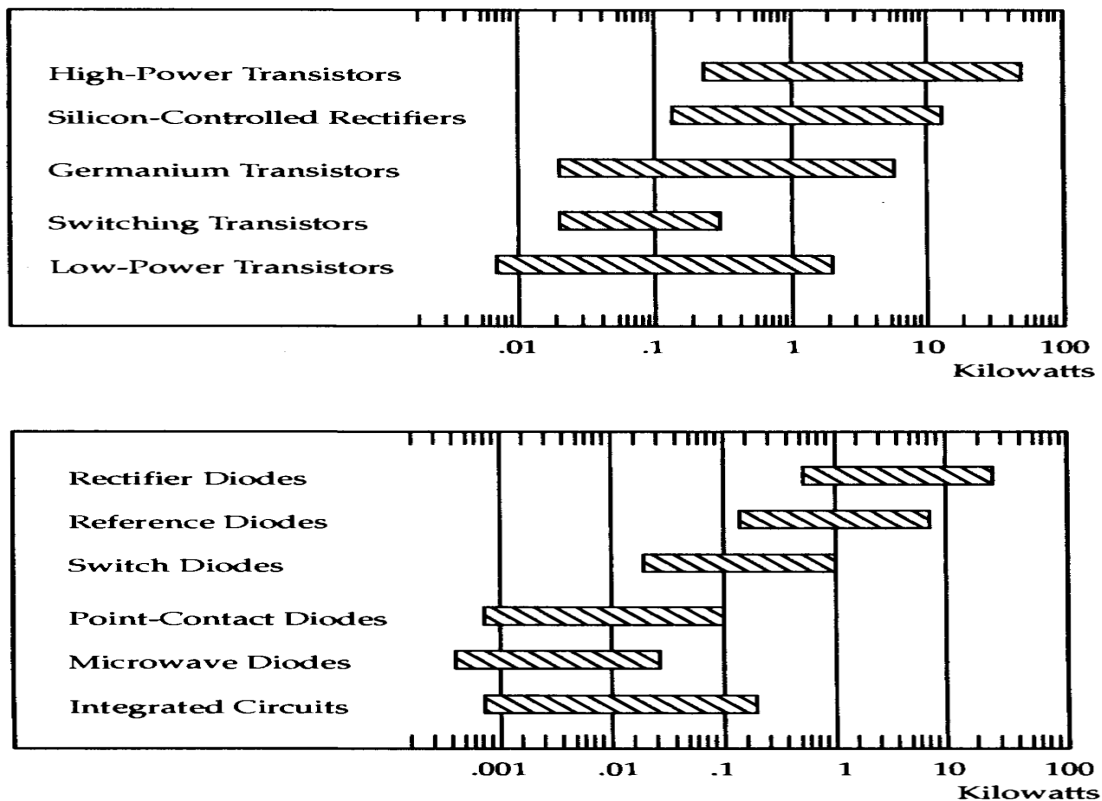 High-Power Transistors
Silicon-Controlled Rectifiers
Germanium Transistors
Switching Transistors
Low-Power Transistors
.01 .1 1 10 100
Kilowatts
Rectifier Diodes
Reference Diodes
Switch Diodes
Point-Contact Diodes
Microwave Diodes
Integrated Circuits
.001 .01 .1 1 10 100
Kilowatts